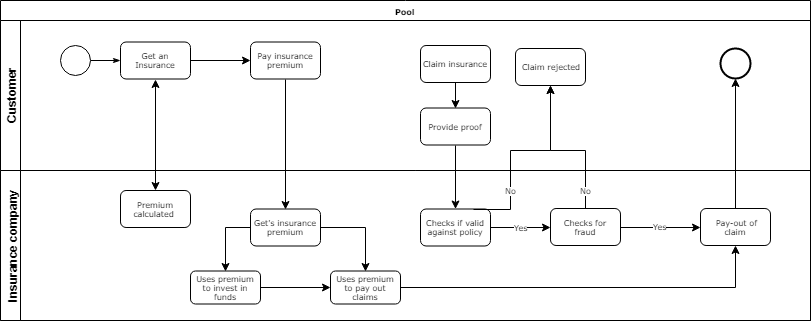 Pool
Customer
Get an
Insurance
Pay insurance
premium
Claim insurance
Claim rejected
Provide proof
Insurance company
Premium
calculated
No
No
Get's insurance
premium
Checks if valid
against policy
Yes
Checks for
fraud
Yes
Pay-out of
claim
Uses premium
to invest in
funds
Uses premium
to pay out
claims